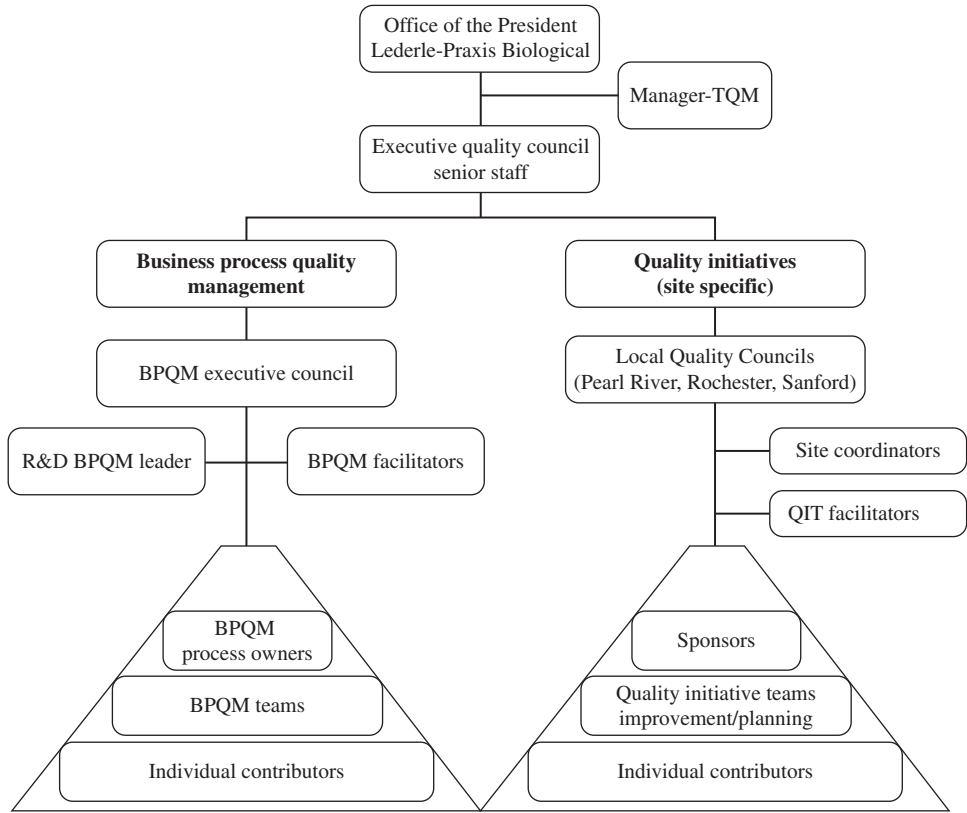 Office of the President
Lederle-Praxis Biological
Manager-TQM
Executive quality council
senior staff
Business process quality
management
Quality initiatives
(site specific)
BPQM executive council
Local Quality Councils
(Pearl River, Rochester, Sanford)
R&D BPQM leader
BPQM facilitators
Site coordinators
QIT facilitators
BPQM
process owners
BPQM teams
Individual contributors
Sponsors
Quality initiative teams
improvement/planning
Individual contributors